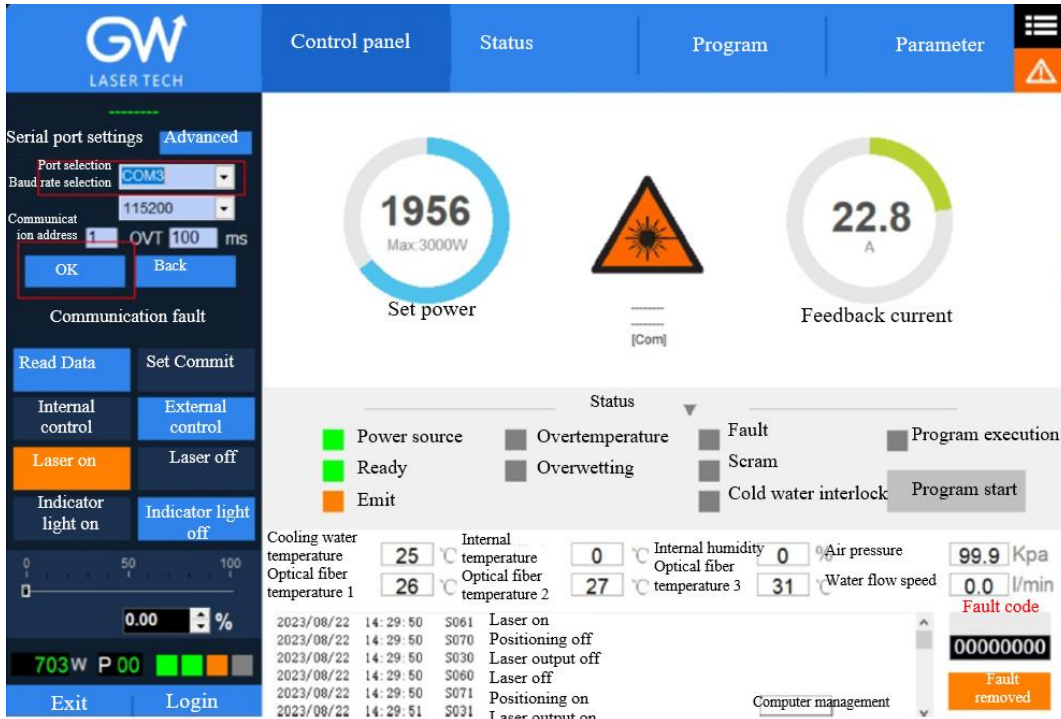 GW
LASER TECH
Control panel
Status
Program
Parameter
--------
Serial port settings
Advanced
Port selection
COM3
Baud rate selection
115200
Communicat
ion address
1
OVT
100
ms
OK
Back
Communication fault
Read Data
Set Commit
Internal
control
External
control
Laser on
Laser off
Indicator
light on
Indicator light
off
0
50
100
0.00
%
703W
P 00
Exit
Login
1956
Max:3000W
Set power
--------
--------
[Com]
22.8
A
Feedback current
Status
Power source
Overtemperature
Fault
Program execution
Ready
Overwetting
Scram
Emit
Cold water interlock
Program start
Cooling water
temperature
25 ℃
Internal
temperature
0 ℃
Internal humidity
0 %
Air pressure
99.9 Kpa
Optical fiber
temperature 1
26 ℃
Optical fiber
temperature 2
27 ℃
Optical fiber
temperature 3
31 ℃
Water flow speed
0.0 l/min
2023/08/22 14:29:50 S061 Laser on
2023/08/22 14:29:50 S070 Positioning off
2023/08/22 14:29:50 S030 Laser output off
2023/08/22 14:29:50 S060 Laser off
2023/08/22 14:29:50 S071 Positioning on
2023/08/22 14:29:51 S031 Laser output on
Computer management
Fault code
00000000
Fault
removed